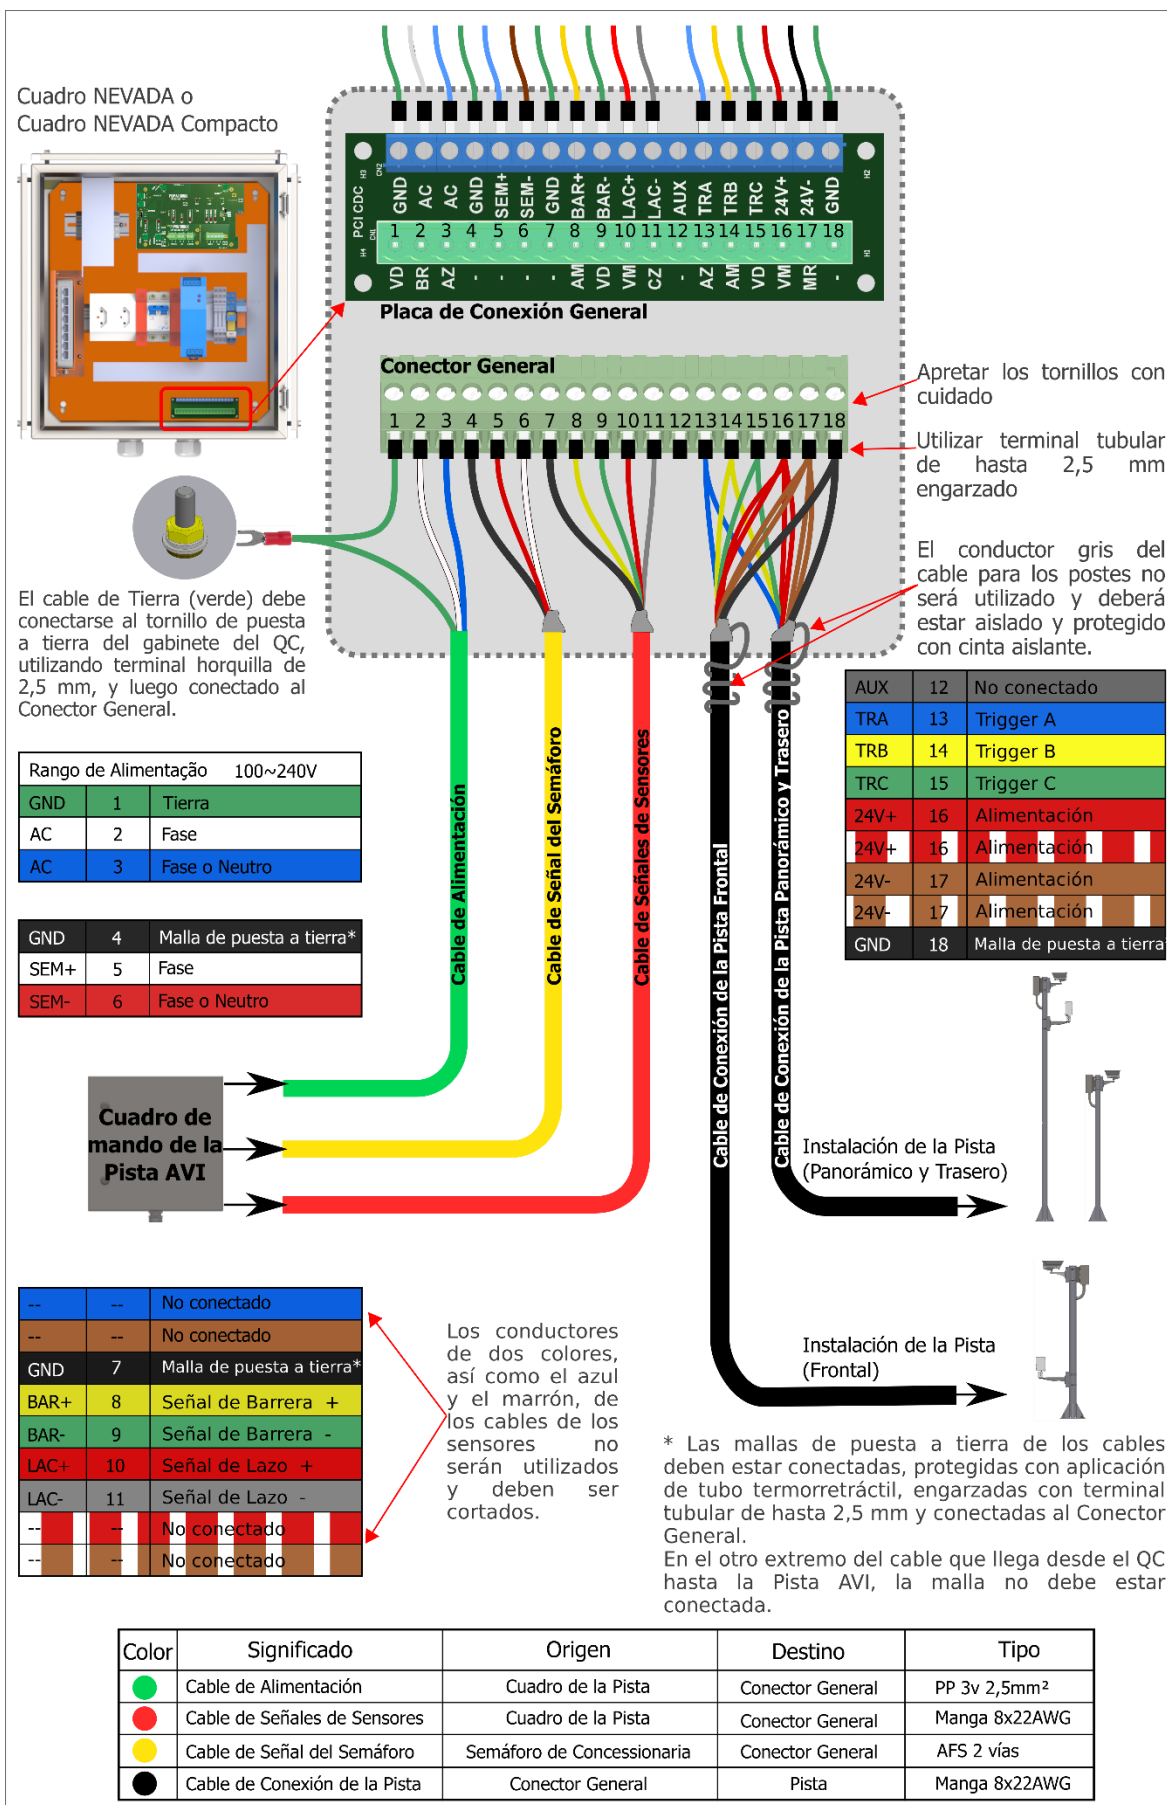 Cuadro NEVADA o
Cuadro NEVADA Compacto
PCI CDC
H3
CN2
H2
GND AC AC GND SEM+ SEM- GND BAR+ BAR- LAC+ LAC- AUX TRA TRB TRC 24V+ 24V- GND
CN1
1 2 3 4 5 6 7 8 9 10 11 12 13 14 15 16 17 18
H4
H1
VD BR AZ - - - - AM VD VM CZ - AZ AM VD VM MR -
Placa de Conexión General
Conector General
1 2 3 4 5 6 7 8 9 10 11 12 13 14 15 16 17 18
Apretar los tornillos con
cuidado
Utilizar terminal tubular
de hasta 2,5 mm
engarzado
El conductor gris del
cable para los postes no
será utilizado y deberá
estar aislado y protegido
con cinta aislante.
El cable de Tierra (verde) debe
conectarse al tornillo de puesta
a tierra del gabinete del QC,
utilizando terminal horquilla de
2,5 mm, y luego conectado al
Conector General.
AUX 12 No conectado
TRA 13 Trigger A
TRB 14 Trigger B
TRC 15 Trigger C
24V+ 16 Alimentación
24V+ 16 Alimentación
24V- 17 Alimentación
24V- 17 Alimentación
GND 18 Malla de puesta a tierra*
Rango de Alimentação 100~240V
GND 1 Tierra
AC 2 Fase
AC 3 Fase o Neutro
GND 4 Malla de puesta a tierra*
SEM+ 5 Fase
SEM- 6 Fase o Neutro
Cable de Alimentación
Cable de Señal del Semáforo
Cable de Señales de Sensores
Cable de Conexión de la Pista Frontal
Cable de Conexión de la Pista Panorámico y Trasero
Cuadro de
mando de la
Pista AVI
Instalación de la Pista
(Panorámico y Trasero)
Instalación de la Pista
(Frontal)
-- -- No conectado
-- -- No conectado
GND 7 Malla de puesta a tierra*
BAR+ 8 Señal de Barrera +
BAR- 9 Señal de Barrera -
LAC+ 10 Señal de Lazo +
LAC- 11 Señal de Lazo -
-- -- No conectado
-- -- No conectado
Los conductores
de dos colores,
así como el azul
y el marrón, de
los cables de los
sensores no
serán utilizados
y deben ser
cortados.
* Las mallas de puesta a tierra de los cables
deben estar conectadas, protegidas con aplicación
de tubo termorretráctil, engarzadas con terminal
tubular de hasta 2,5 mm y conectadas al Conector
General.
En el otro extremo del cable que llega desde el QC
hasta la Pista AVI, la malla no debe estar
conectada.
Color Significado Origen Destino Tipo
Cable de Alimentación Cuadro de la Pista Conector General PP 3v 2,5mm²
Cable de Señales de Sensores Cuadro de la Pista Conector General Manga 8x22AWG
Cable de Señal del Semáforo Semáforo de Concessionaria Conector General AFS 2 vías
Cable de Conexión de la Pista Conector General Pista Manga 8x22AWG